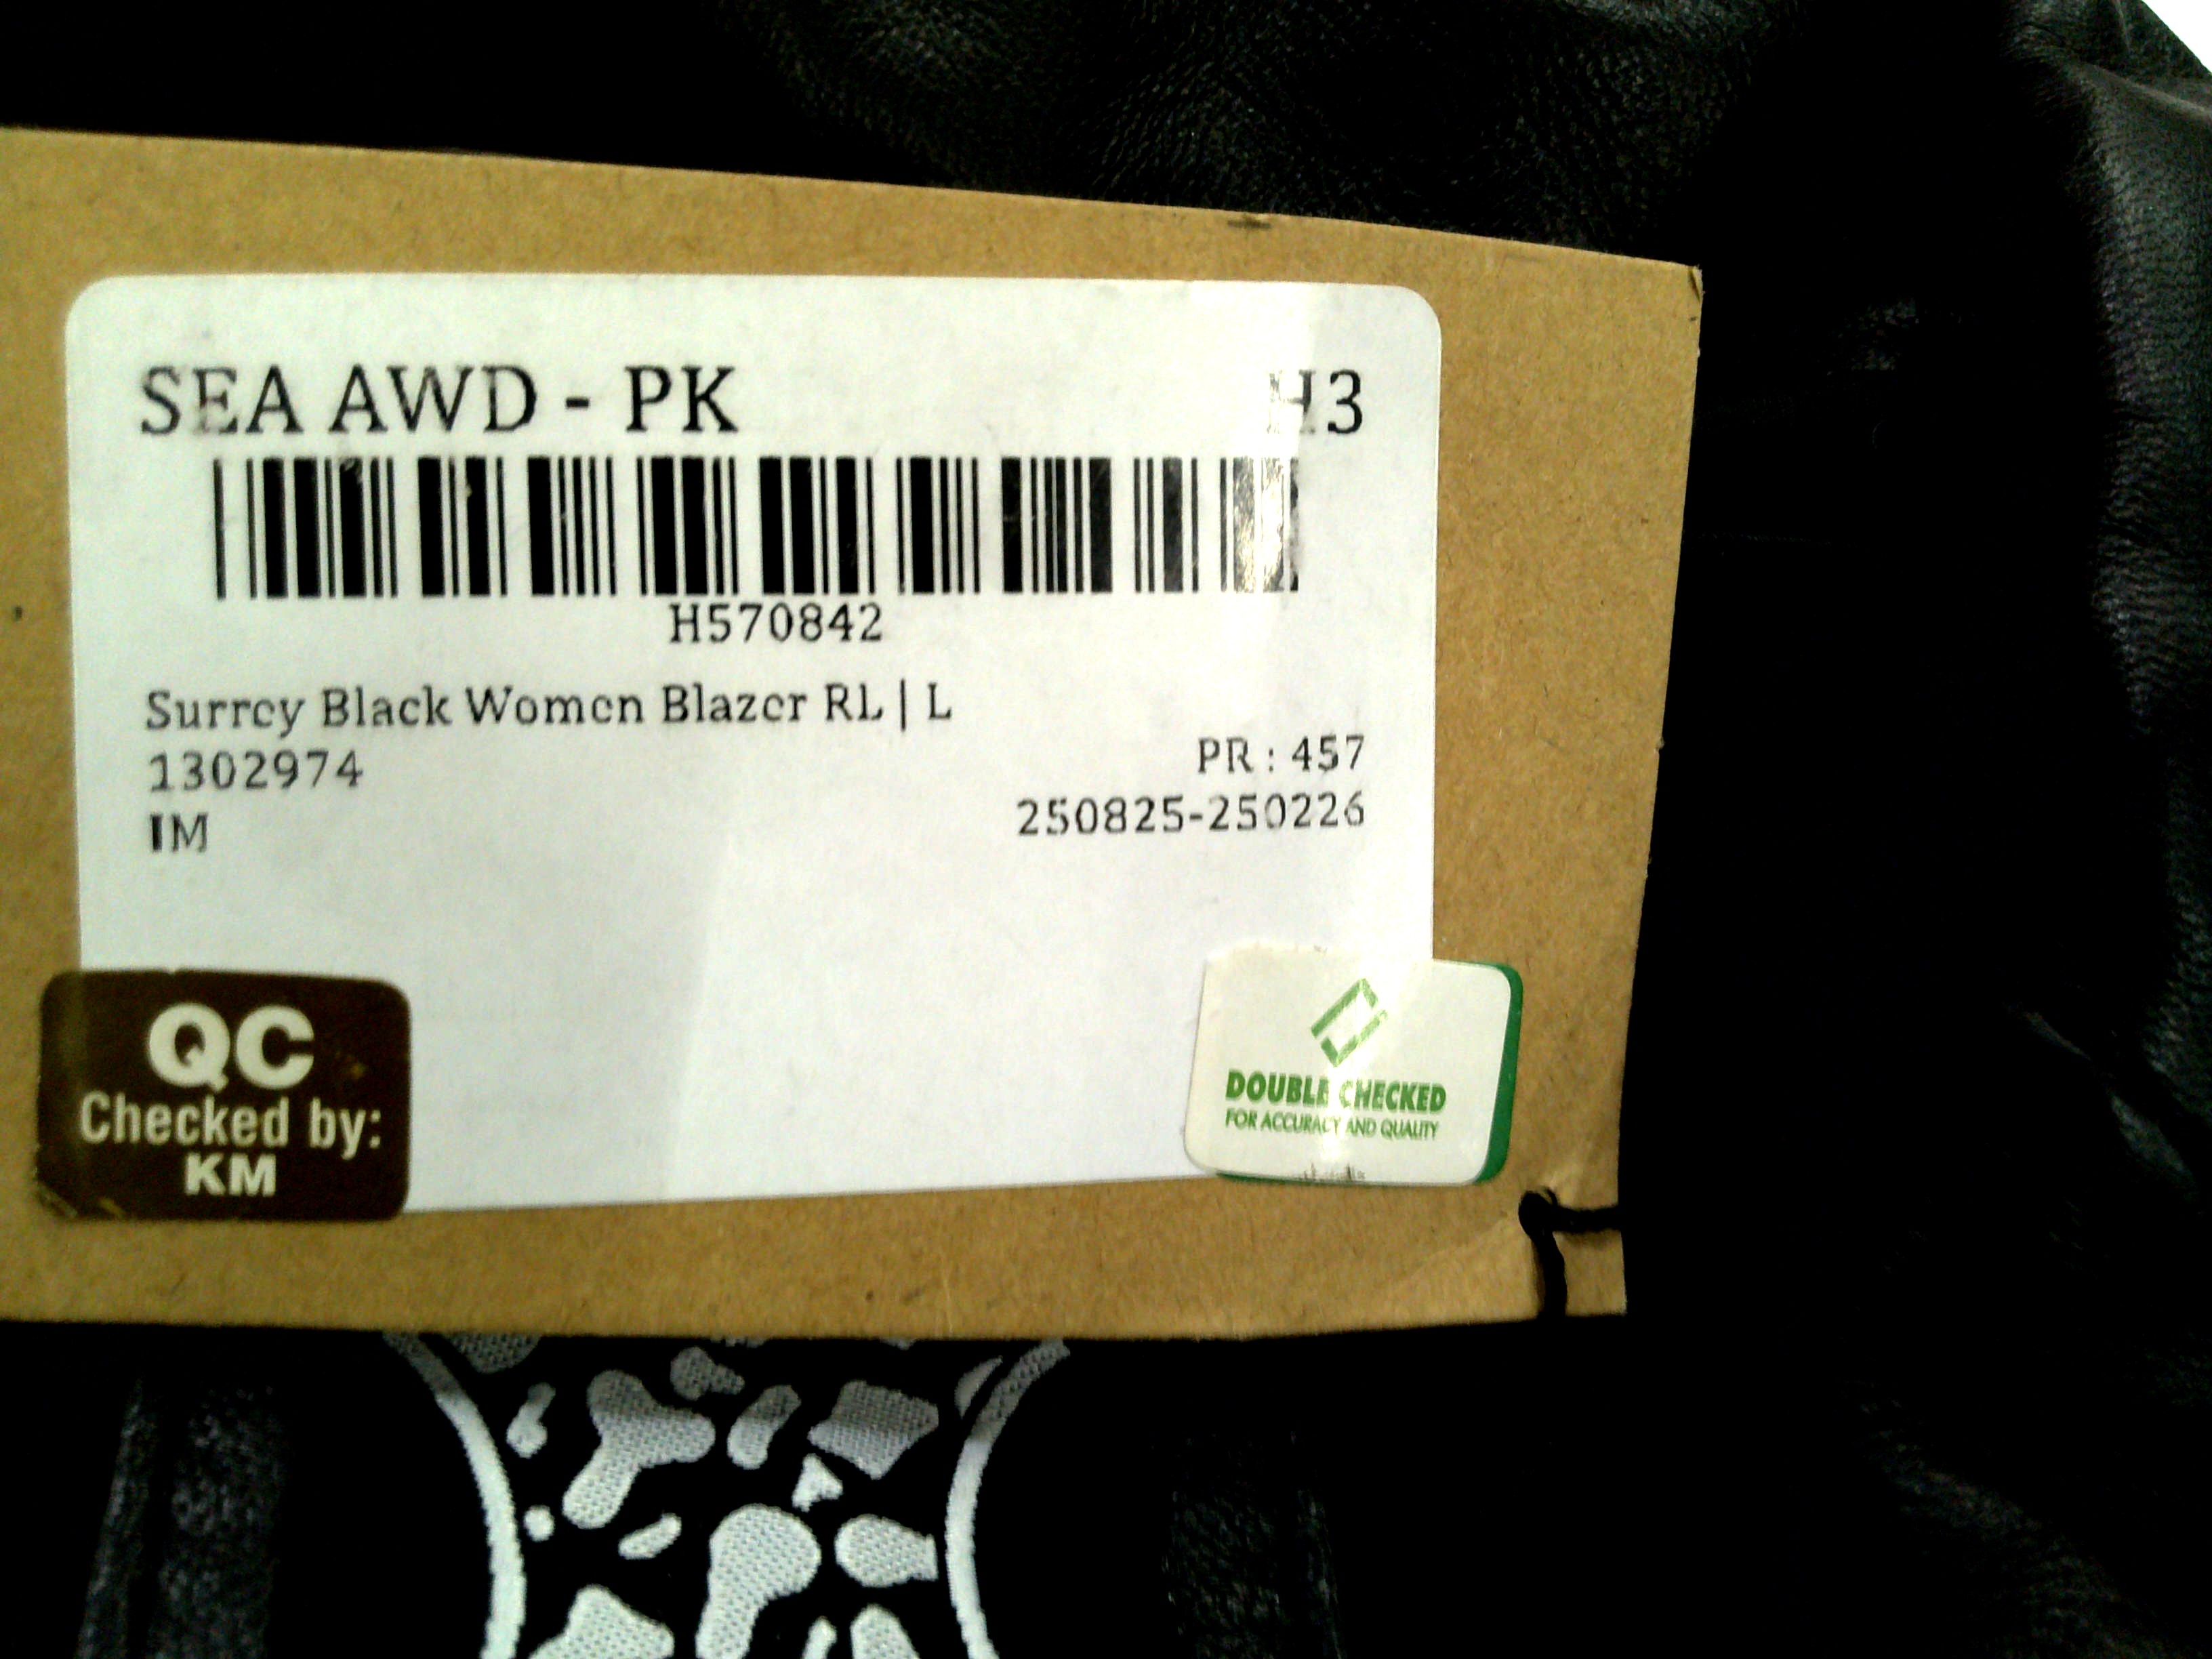 SEA AWD - PK H3
H570842
Surrey Black Women Blazer RL | L
1302974 PR : 457
IM 250825-250226
QC
Checked by:
KM
DOUBLE CHECKED
FOR ACCURACY AND QUALITY